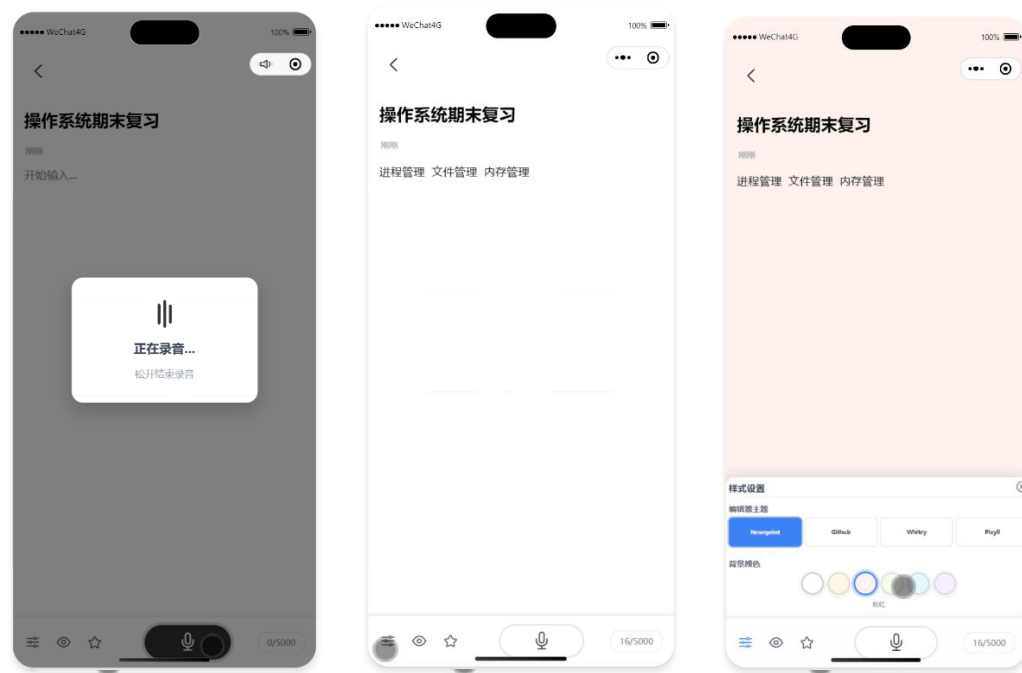 WeChat4G
100%
操作系统期末复习
刚刚
开始输入...
正在录音...
松开结束录音
0/5000
WeChat4G
100%
操作系统期末复习
刚刚
进程管理 文件管理 内存管理
16/5000
WeChat4G
100%
操作系统期末复习
刚刚
进程管理 文件管理 内存管理
样式设置
编辑器主题
Newsprint Github Whitey Pixyll
背景颜色
粉红
16/5000